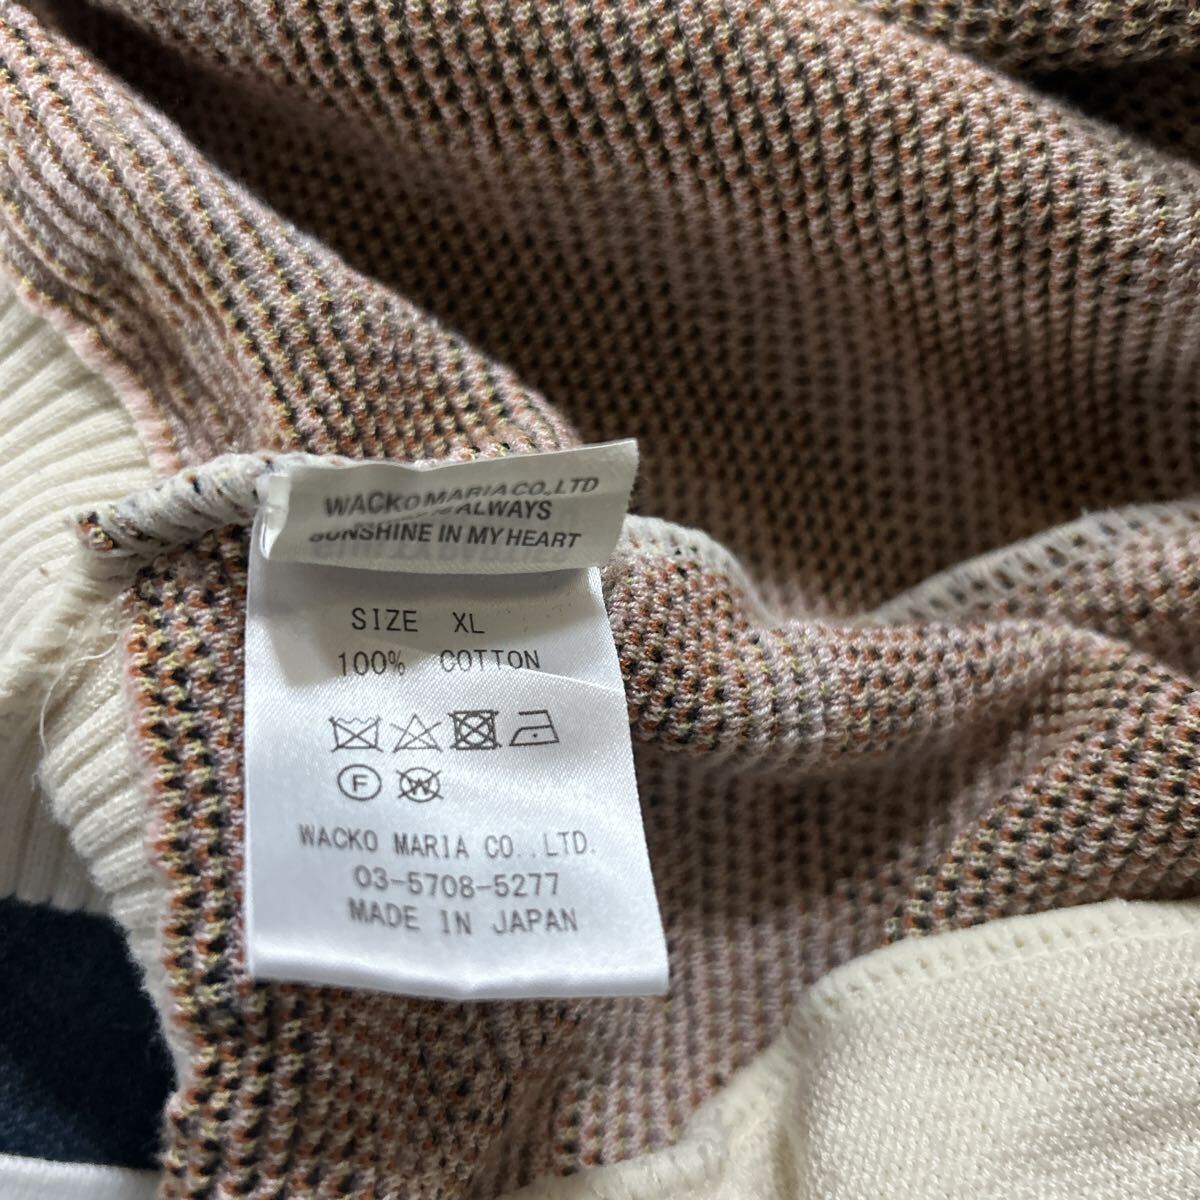 WACKO MARIA CO.,LTD
ALWAYS
SUNSHINE IN MY HEART
SIZE XL
100% COTTON
F W
WACKO MARIA CO.,LTD.
03-5708-5277
MADE IN JAPAN